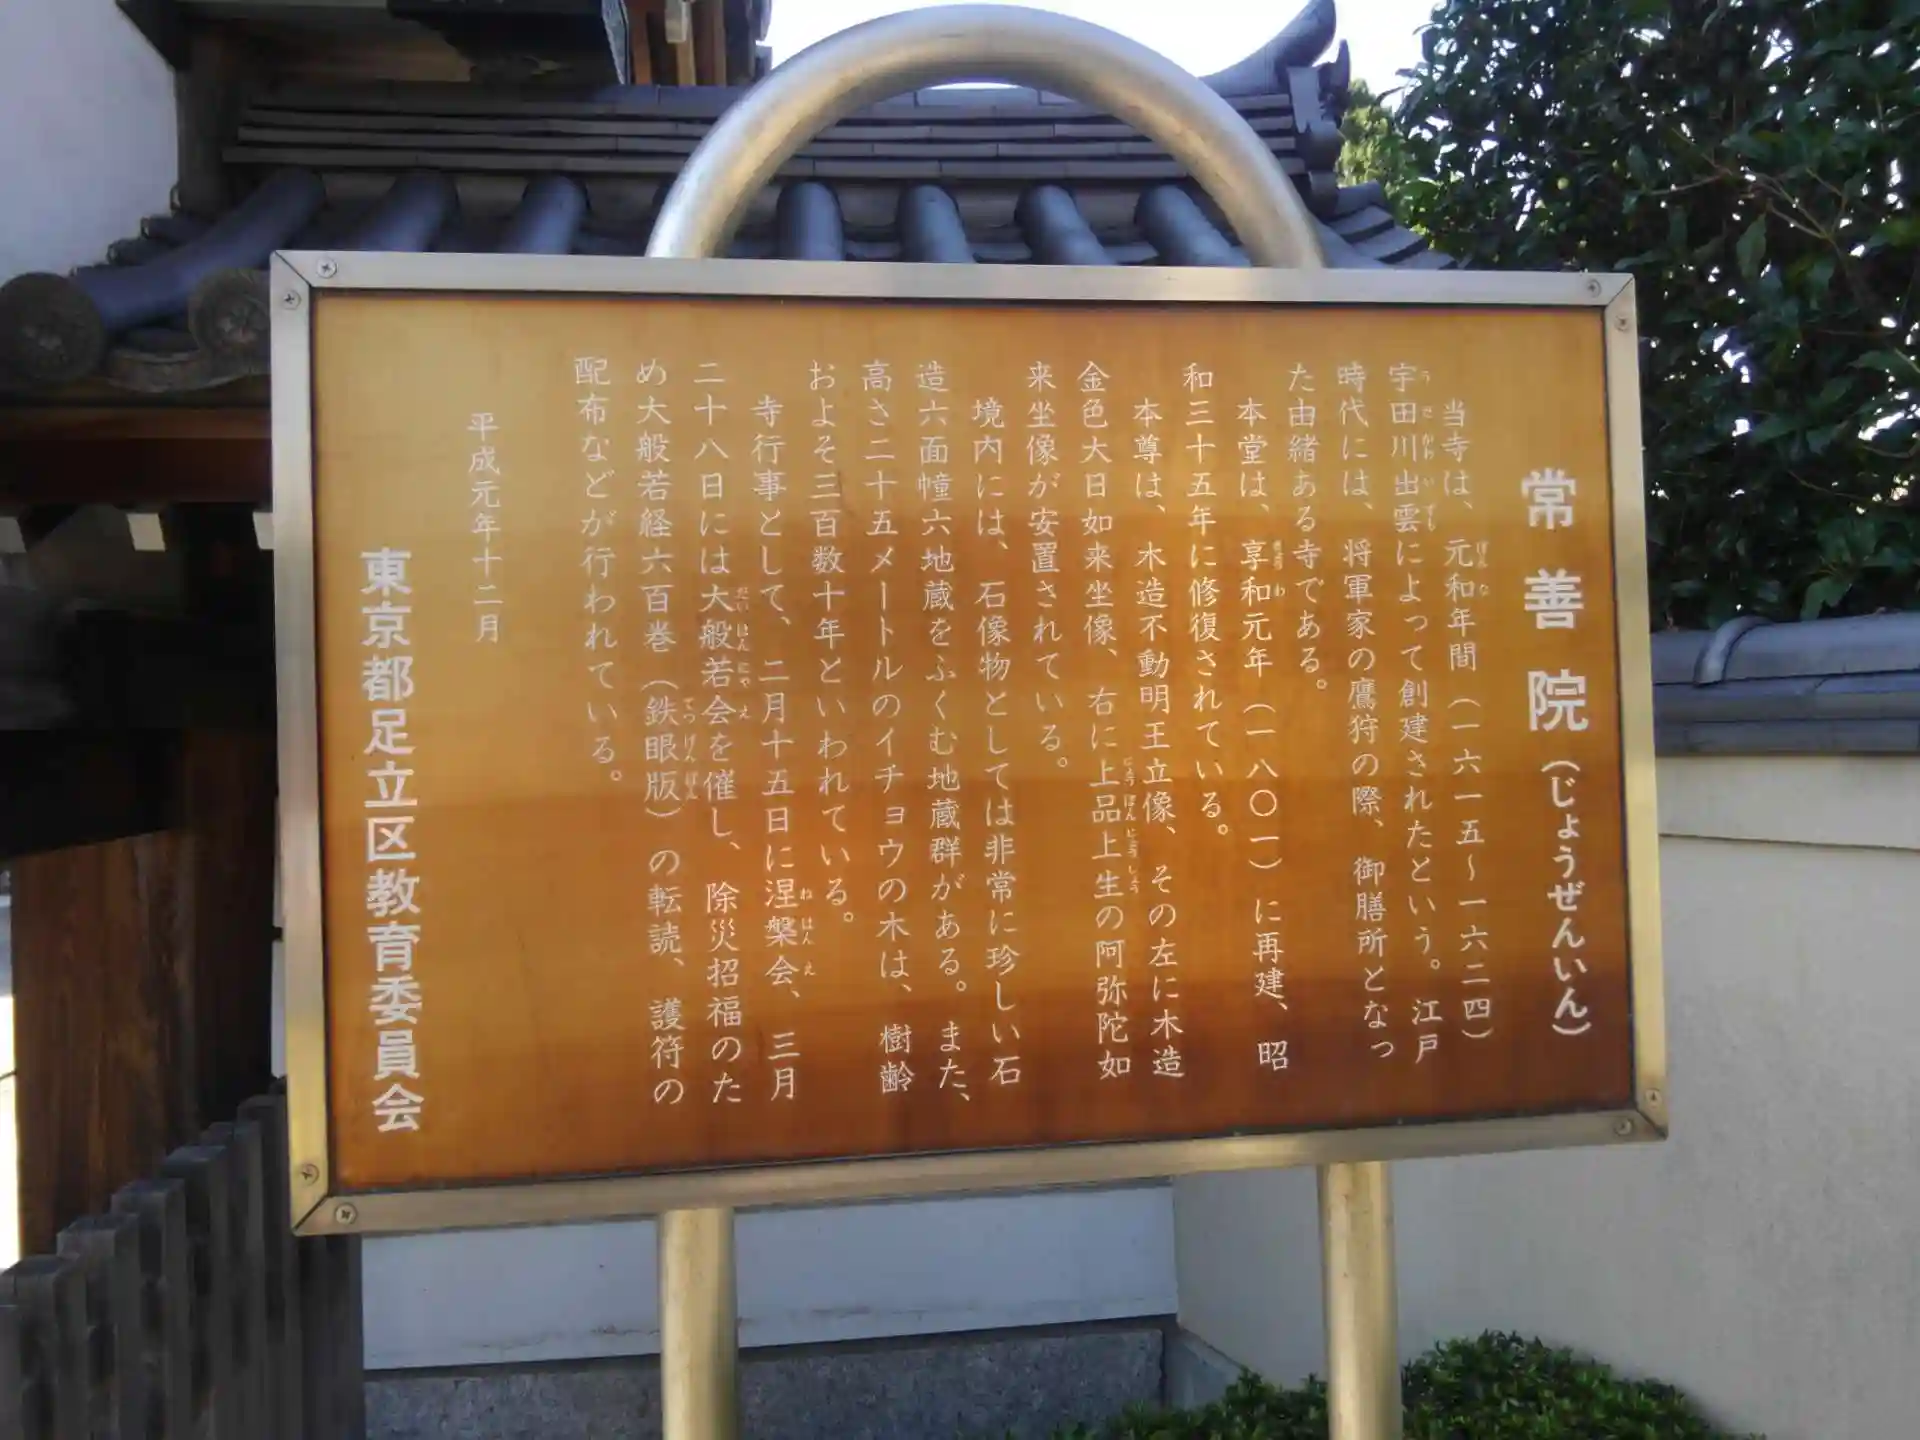 常善院（じょうぜんいん）
当寺は、元和年間（一六一五〜一六二四）
宇田川出雲によって創建されたという。江戸
時代には、将軍家の鷹狩の際、御膳所となっ
た由緒ある寺である。
本堂は、享和元年（一八〇一）に再建、昭
和三十五年に修復されている。
本尊は、木造不動明王立像、その左に木造
金色大日如来坐像、右に上品上生の阿弥陀如
来坐像が安置されている。
境内には、石像物としては非常に珍しい石
造六面幢六地蔵をふくむ地蔵群がある。また、
高さ二十五メートルのイチョウの木は、樹齢
およそ三百数十年といわれている。
寺行事として、二月十五日に涅槃会、三月
二十八日には大般若会を催し、除災招福のた
め大般若経六百巻（鉄眼版）の転読、護符の
配布などが行われている。
平成元年十二月
東京都足立区教育委員会